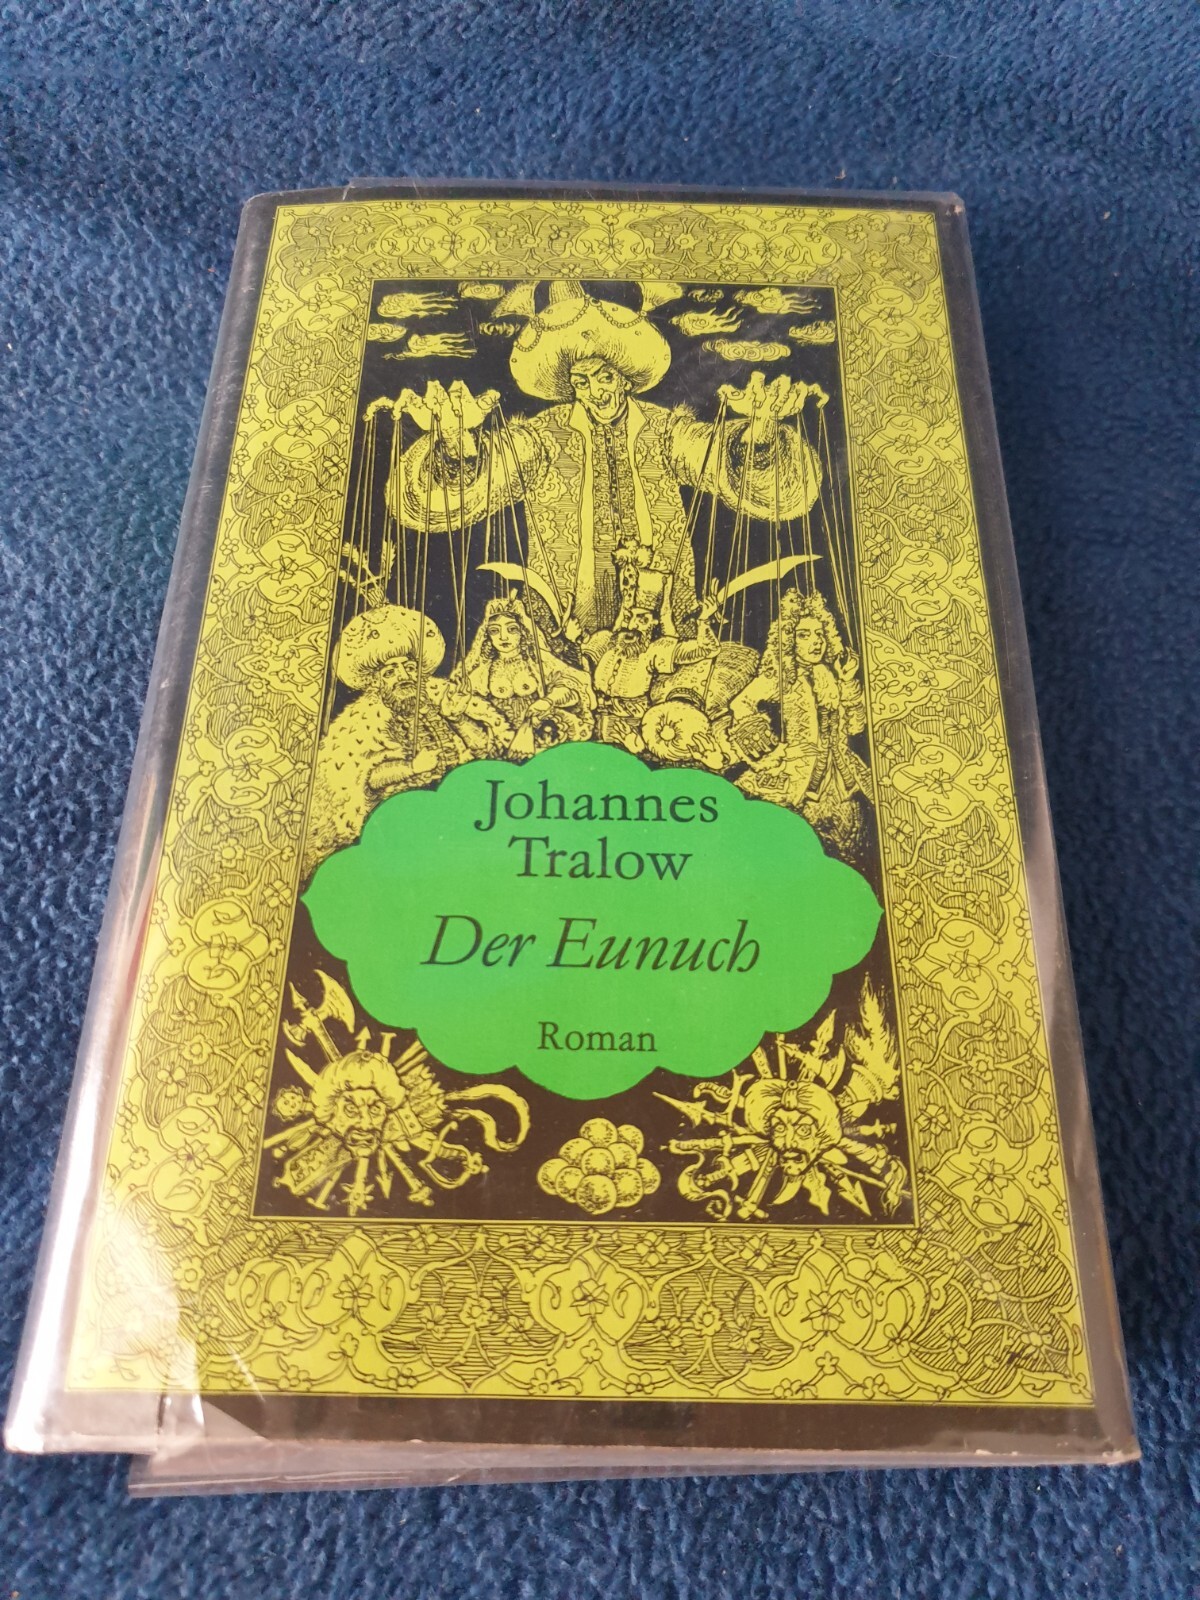 Johannes
Tralow
Der Eunuch
Roman